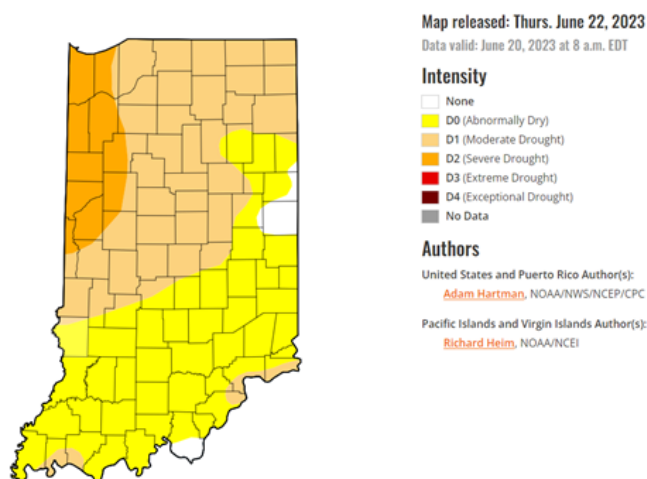 Map released: Thurs. June 22, 2023
Data valid: June 20, 2023 at 8 a.m. EDT
Intensity
None
D0 (Abnormally Dry)
D1 (Moderate Drought)
D2 (Severe Drought)
D3 (Extreme Drought)
D4 (Exceptional Drought)
No Data
Authors
United States and Puerto Rico Author(s):
Adam Hartman, NOAA/NWS/NCEP/CPC
Pacific Islands and Virgin Islands Author(s):
Richard Heim, NOAA/NCEI